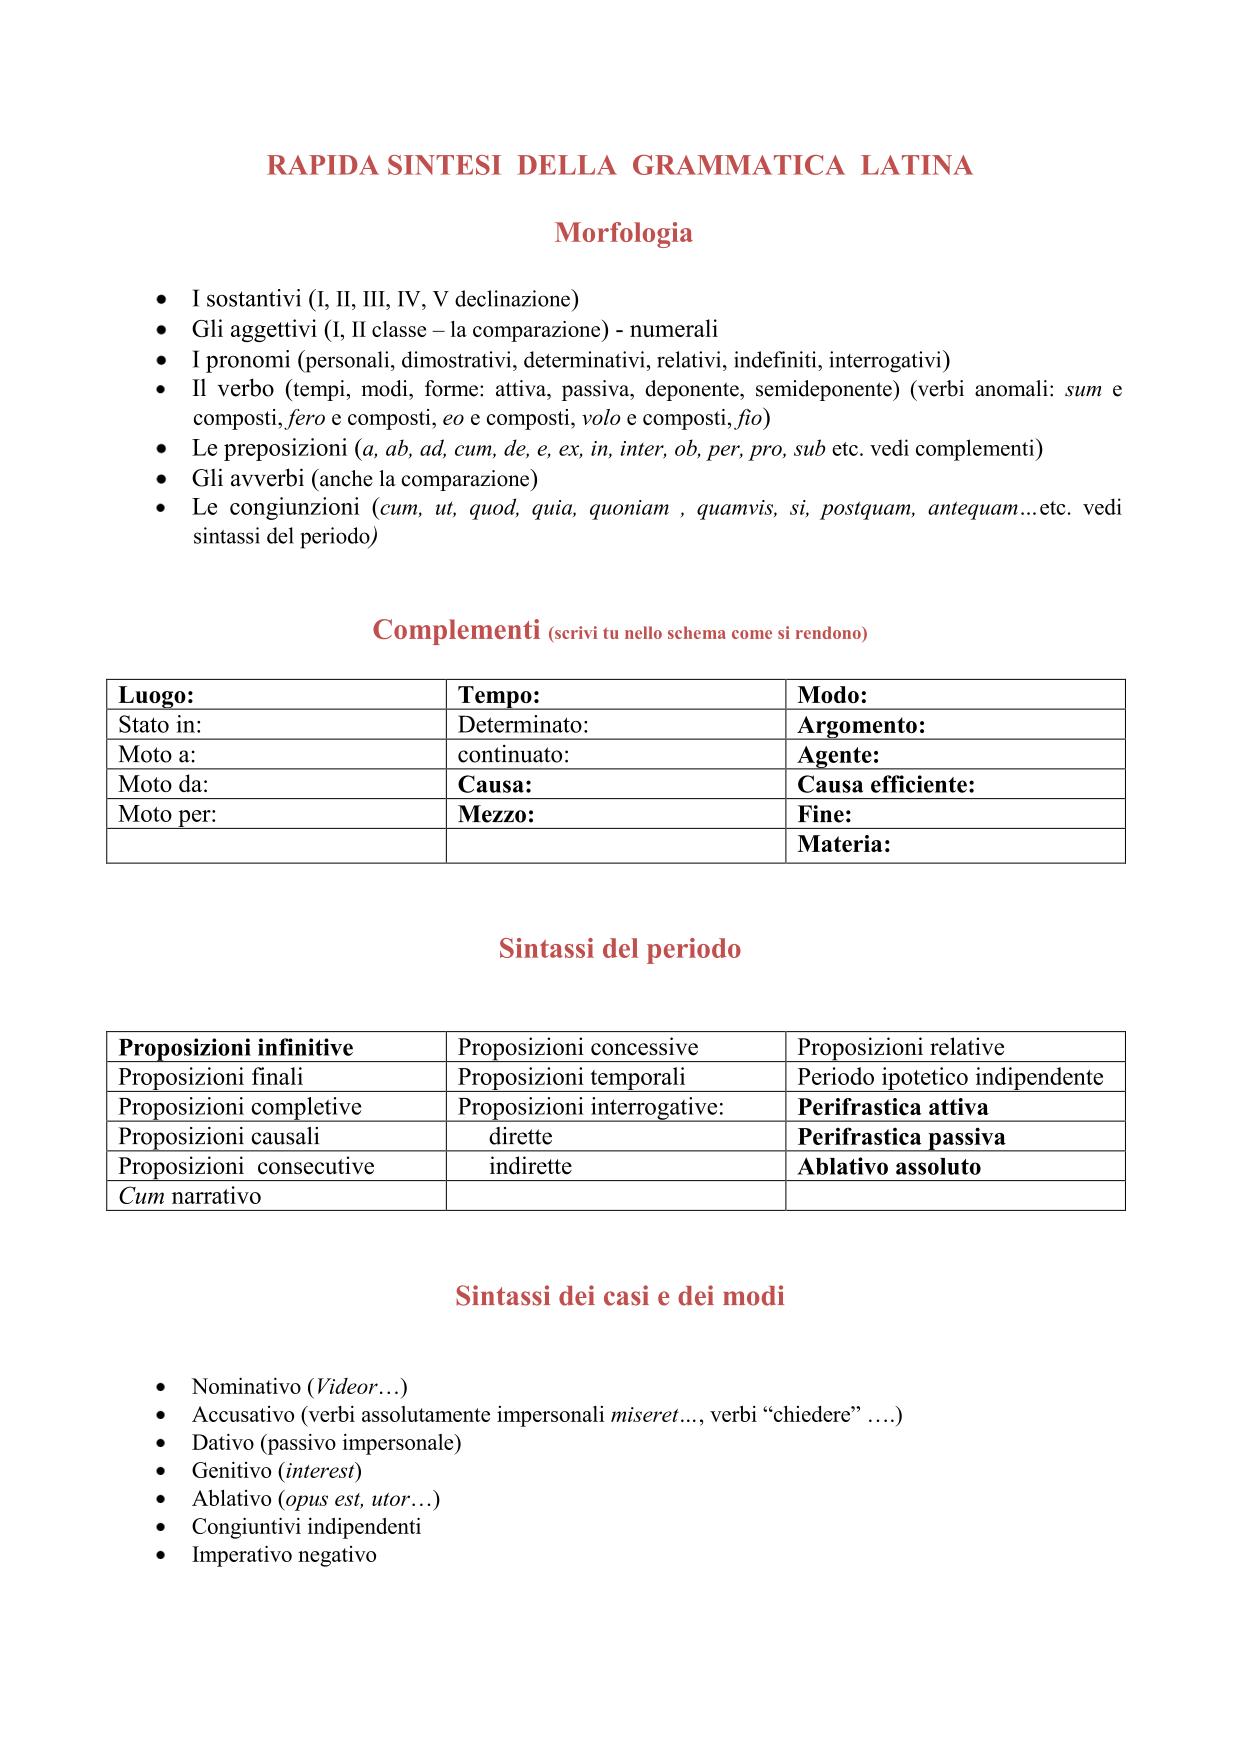 RAPIDA SINTESI DELLA GRAMMATICA LATINA
Morfologia
• I sostantivi (I, II, III, IV, V declinazione)
• Gli aggettivi (I, II classe – la comparazione) - numerali
• I pronomi (personali, dimostrativi, determinativi, relativi, indefiniti, interrogativi)
• Il verbo (tempi, modi, forme: attiva, passiva, deponente, semideponente) (verbi anomali: sum e
composti, fero e composti, eo e composti, volo e composti, fio)
• Le preposizioni (a, ab, ad, cum, de, e, ex, in, inter, ob, per, pro, sub etc. vedi complementi)
• Gli avverbi (anche la comparazione)
• Le congiunzioni (cum, ut, quod, quia, quoniam , quamvis, si, postquam, antequam…etc. vedi
sintassi del periodo)
Complementi (scrivi tu nello schema come si rendono)
Luogo: Tempo: Modo:
Stato in: Determinato: Argomento:
Moto a: continuato: Agente:
Moto da: Causa: Causa efficiente:
Moto per: Mezzo: Fine:
Materia:
Sintassi del periodo
Proposizioni infinitive Proposizioni concessive Proposizioni relative
Proposizioni finali Proposizioni temporali Periodo ipotetico indipendente
Proposizioni completive Proposizioni interrogative: Perifrastica attiva
Proposizioni causali dirette Perifrastica passiva
Proposizioni consecutive indirette Ablativo assoluto
Cum narrativo
Sintassi dei casi e dei modi
• Nominativo (Videor…)
• Accusativo (verbi assolutamente impersonali miseret…, verbi “chiedere” ….)
• Dativo (passivo impersonale)
• Genitivo (interest)
• Ablativo (opus est, utor…)
• Congiuntivi indipendenti
• Imperativo negativo